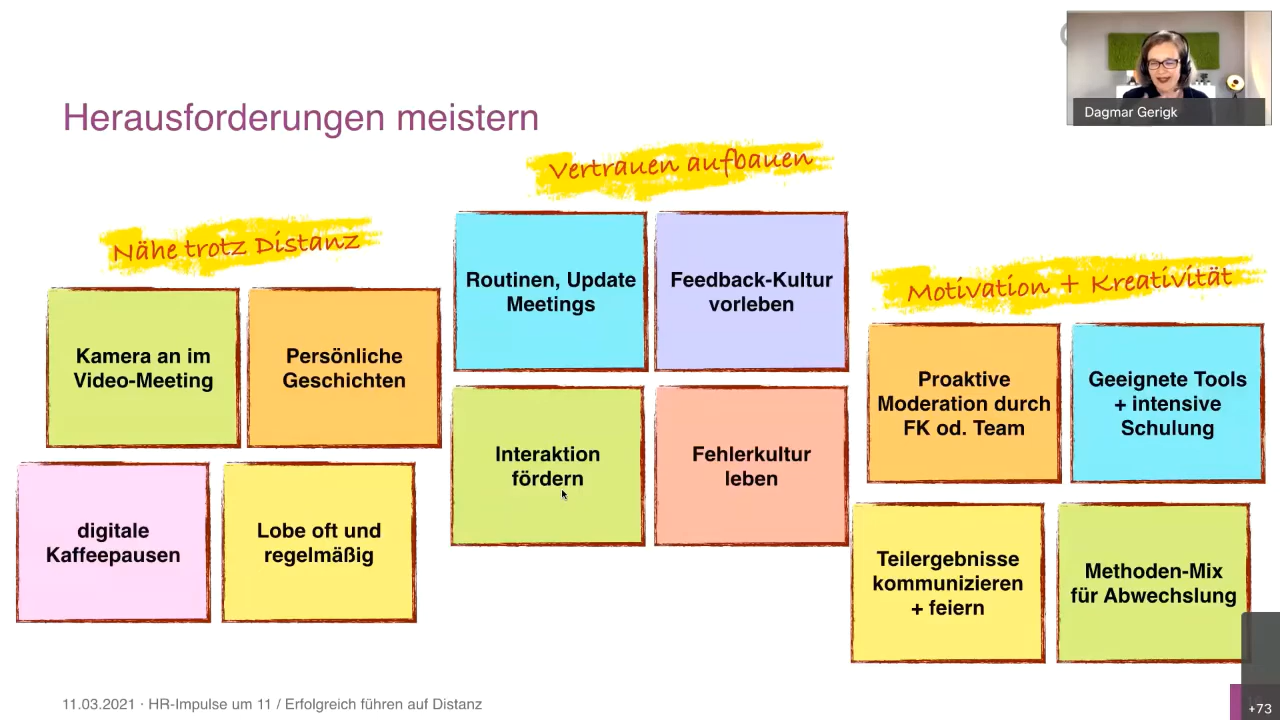 Dagmar Gerigk
Herausforderungen meistern
Nähe trotz Distanz
Kamera an im
Video-Meeting
Persönliche
Geschichten
digitale
Kaffeepausen
Lobe oft und
regelmäßig
Vertrauen aufbauen
Routinen, Update
Meetings
Feedback-Kultur
vorleben
Interaktion
fördern
Fehlerkultur
leben
Motivation + Kreativität
Proaktive
Moderation durch
FK od. Team
Geeignete Tools
+ intensive
Schulung
Teilergebnisse
kommunizieren
+ feiern
Methoden-Mix
für Abwechslung
11.03.2021 · HR-Impulse um 11 / Erfolgreich führen auf Distanz
+73